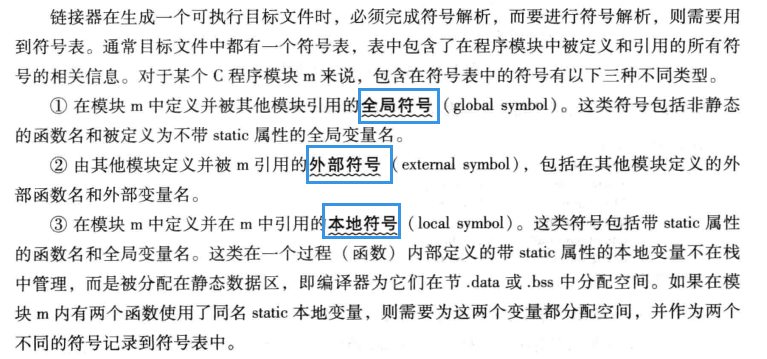 链接器在生成一个可执行目标文件时，必须完成符号解析，而要进行符号解析，则需要用
到符号表。通常目标文件中都有一个符号表，表中包含了在程序模块中被定义和引用的所有符
号的相关信息。对于某个 C 程序模块 m 来说，包含在符号表中的符号有以下三种不同类型。
① 在模块 m 中定义并被其他模块引用的全局符号（global symbol）。这类符号包括非静态
的函数名和被定义为不带 static 属性的全局变量名。
② 由其他模块定义并被 m 引用的外部符号（external symbol），包括在其他模块定义的外
部函数名和外部变量名。
③ 在模块 m 中定义并在 m 中引用的本地符号（local symbol）。这类符号包括带 static 属性
的函数名和全局变量名。这类在一个过程（函数）内部定义的带 static 属性的本地变量不在栈
中管理，而是被分配在静态数据区，即编译器为它们在节 .data 或 .bss 中分配空间。如果在模
块 m 内有两个函数使用了同名 static 本地变量，则需要为这两个变量都分配空间，并作为两个
不同的符号记录到符号表中。